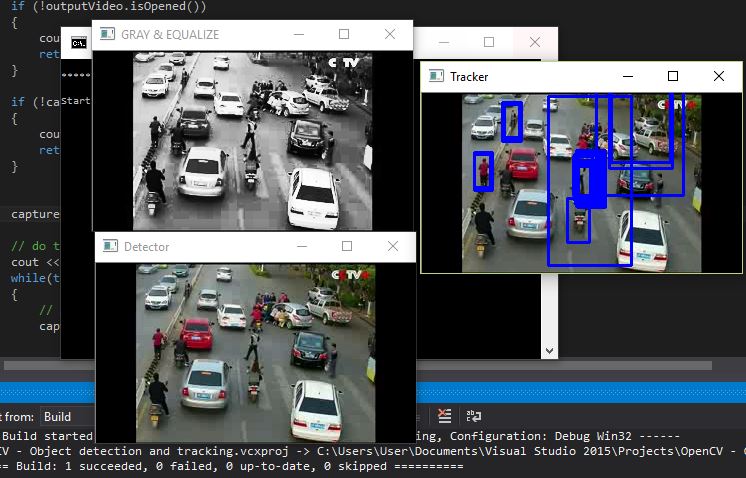 if (!outputVideo.isOpened())
{
cou
ret
}
if (!ca
{
cou
ret
}
capture
// do t
cout <<
while(t
{
//
cap
C:\.
*****
Start
GRAY & EQUALIZE
CCTV
Tracker
CCTV
Detector
CCTV
t from:
Build
Build started
ng, Configuration: Debug Win32 ------
CV - Object detection and tracking.vcxproj -> C:\Users\User\Documents\Visual Studio 2015\Projects\OpenCV - O
== Build: 1 succeeded, 0 failed, 0 up-to-date, 0 skipped ==========